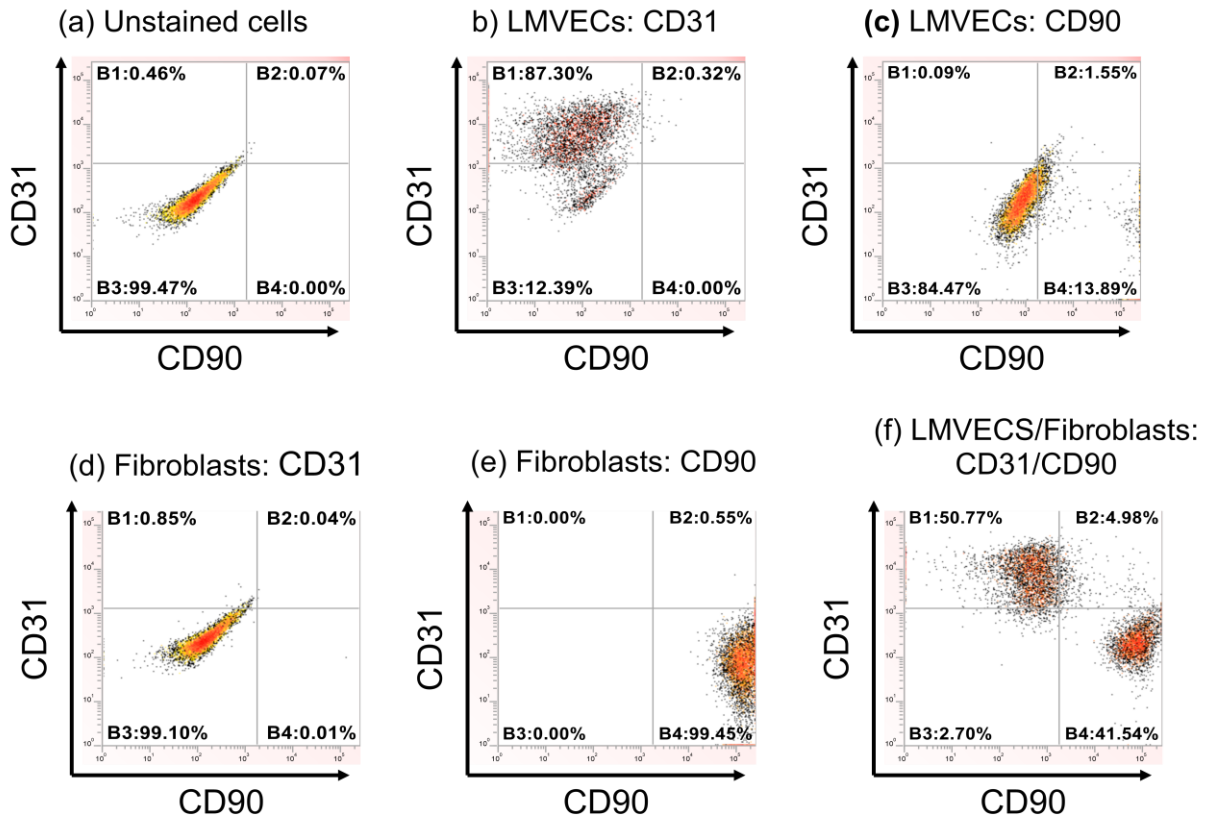 (a) Unstained cells
b) LMVECs: CD31
(c) LMVECs: CD90
B1:0.46%
B2:0.07%
B3:99.47%
B4:0.00%
CD31
CD90
B1:87.30%
B2:0.32%
B3:12.39%
B4:0.00%
CD31
CD90
B1:0.09%
B2:1.55%
B3:84.47%
B4:13.89%
CD31
CD90
(d) Fibroblasts: CD31
(e) Fibroblasts: CD90
(f) LMVECS/Fibroblasts:
CD31/CD90
B1:0.85%
B2:0.04%
B3:99.10%
B4:0.01%
CD31
CD90
B1:0.00%
B2:0.55%
B3:0.00%
B4:99.45%
CD31
CD90
B1:50.77%
B2:4.98%
B3:2.70%
B4:41.54%
CD31
CD90